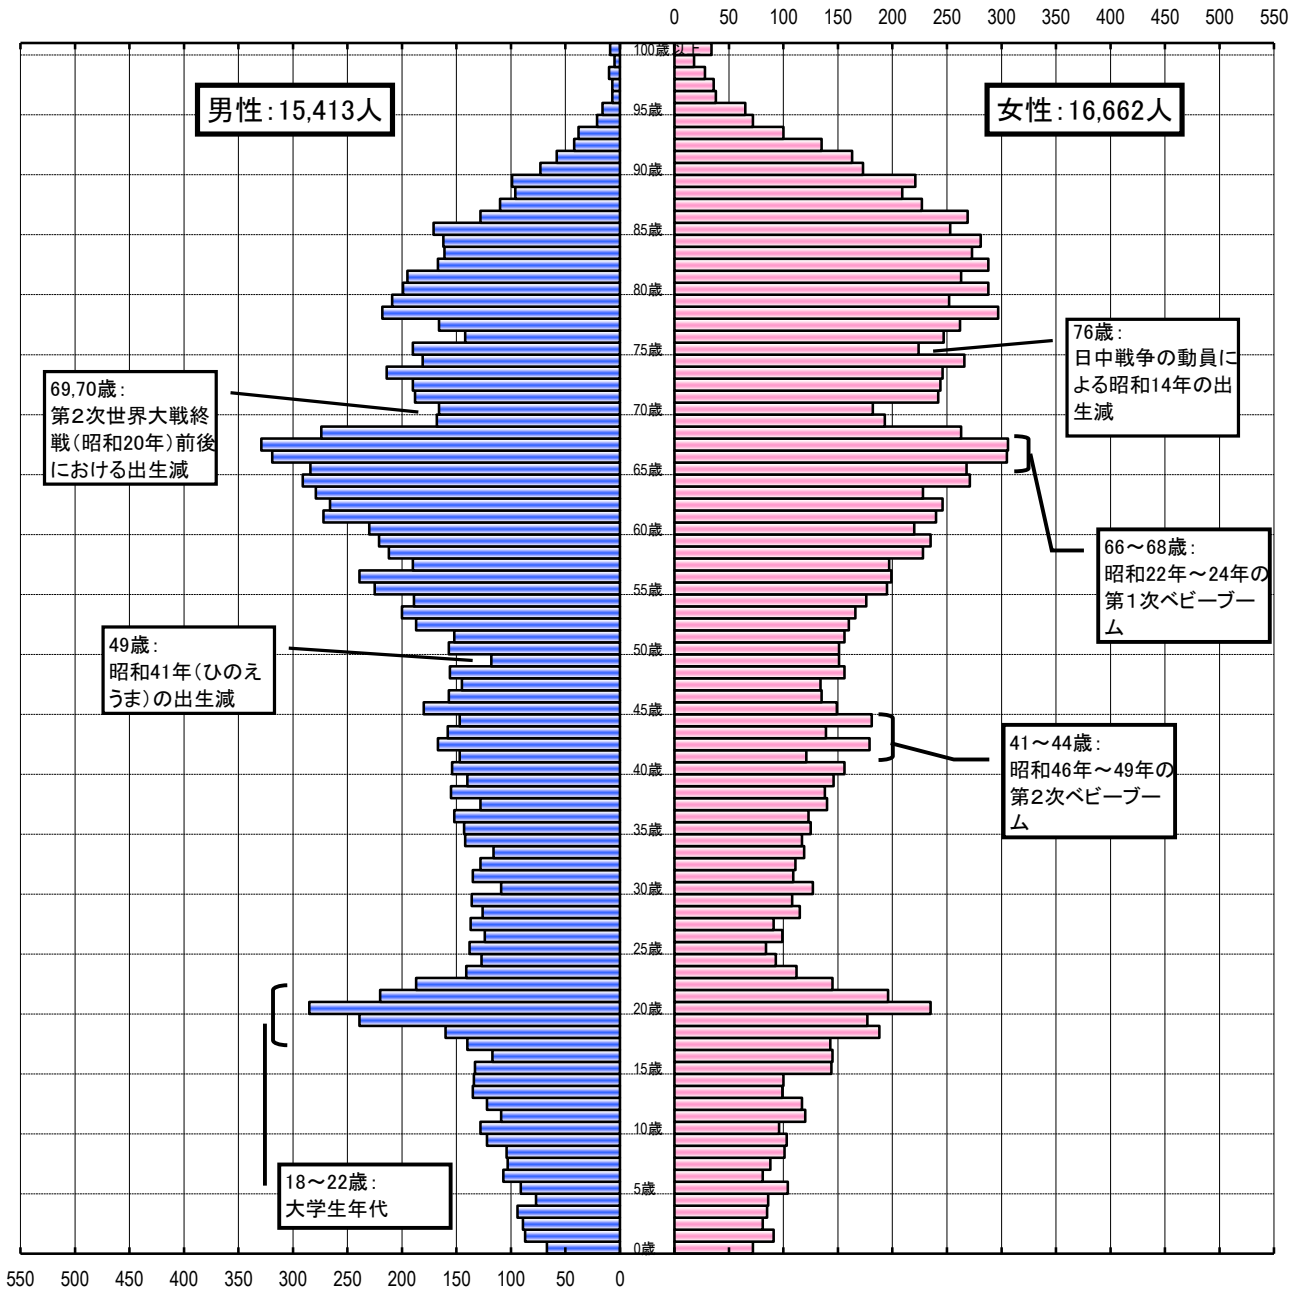 0 50 100 150 200 250 300 350 400 450 500 550
100歳以上
男性：15,413人
女性：16,662人
95歳
90歳
85歳
80歳
76歳：
日中戦争の動員に
よる昭和14年の出
生減
75歳
69,70歳：
第２次世界大戦終
戦（昭和20年）前後
における出生減
70歳
65歳
66～68歳：
昭和22年～24年の
第１次ベビーブー
ム
60歳
55歳
49歳：
昭和41年（ひのえ
うま）の出生減
50歳
45歳
41～44歳：
昭和46年～49年の
第２次ベビーブー
ム
40歳
35歳
30歳
25歳
20歳
15歳
10歳
18～22歳：
大学生年代
5歳
0歳
550 500 450 400 350 300 250 200 150 100 50 0